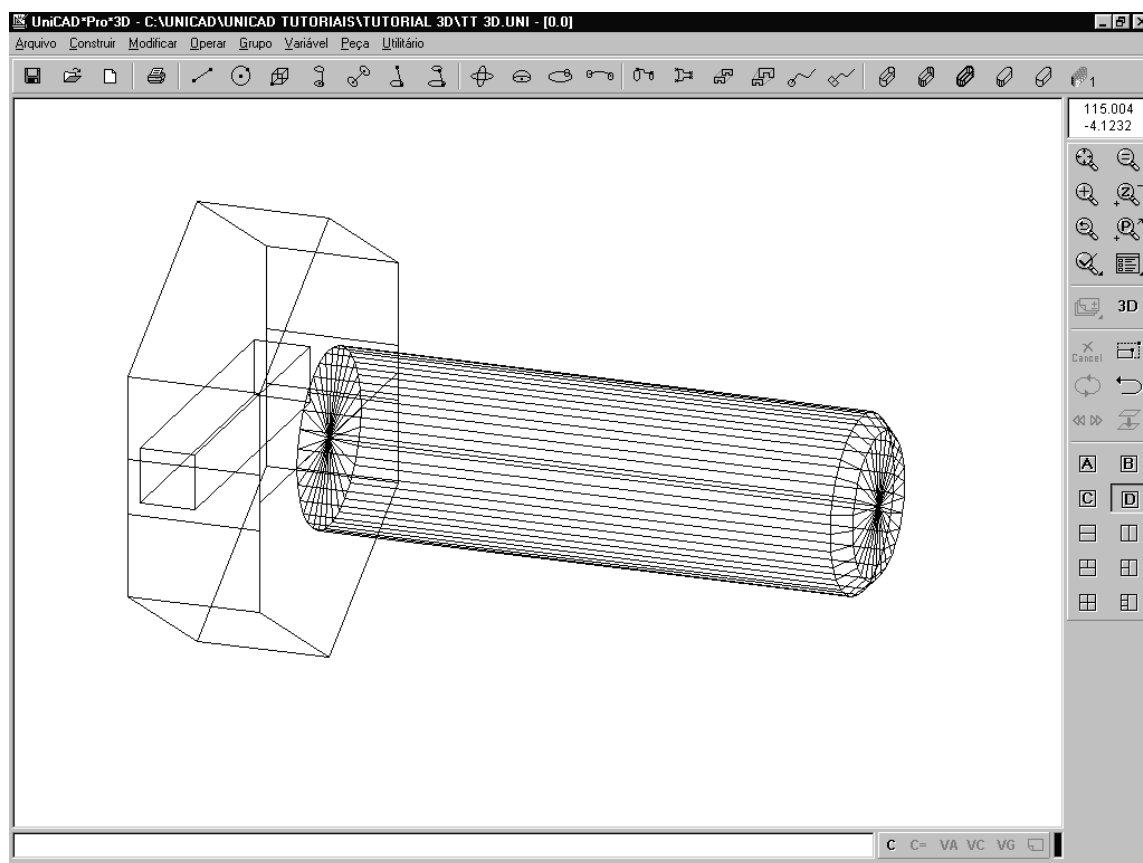 UniCAD*Pro*3D - C:\UNICAD\UNICAD TUTORIAIS\TUTORIAL 3D\TT 3D.UNI - [0.0]
Arquivo Construir Modificar Operar Grupo Variável Peça Utilitário
1
115.004
-4.1232
Z
P
3D
Cancel
A B
C D
C C= VA VC VG